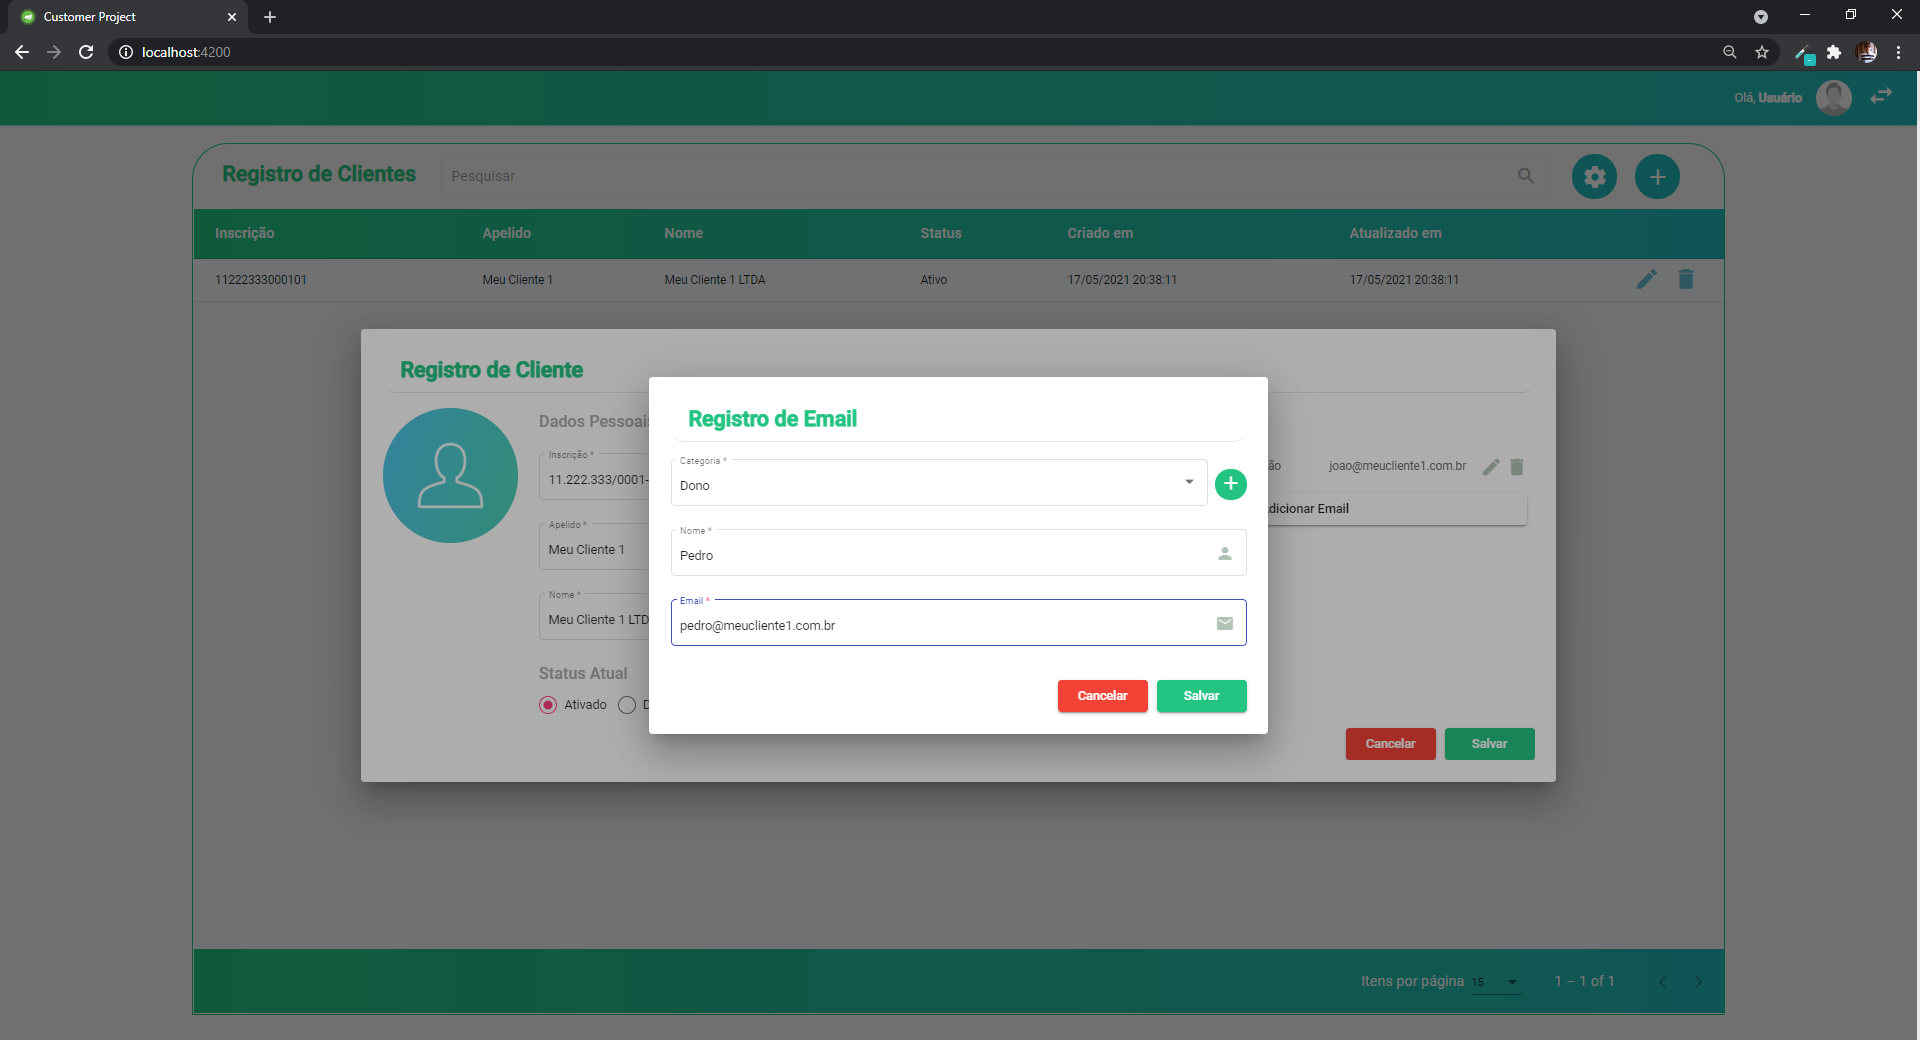 Customer Project
localhost:4200
Olá, Usuário
Registro de Clientes
Pesquisar
Inscrição Apelido Nome Status Criado em Atualizado em
11222333000101 Meu Cliente 1 Meu Cliente 1 LTDA Ativo 17/05/2021 20:38:11 17/05/2021 20:38:11
Registro de Cliente
Dados Pessoais
Inscrição *
11.222.333/0001-
Apelido *
Meu Cliente 1
Nome *
Meu Cliente 1 LTD
Status Atual
Ativado D
Registro de Email
Categoria *
Dono
Nome *
Pedro
Email *
pedro@meucliente1.com.br
Cancelar Salvar
ão joao@meucliente1.com.br
dicionar Email
Cancelar Salvar
Itens por página 15 1 – 1 of 1